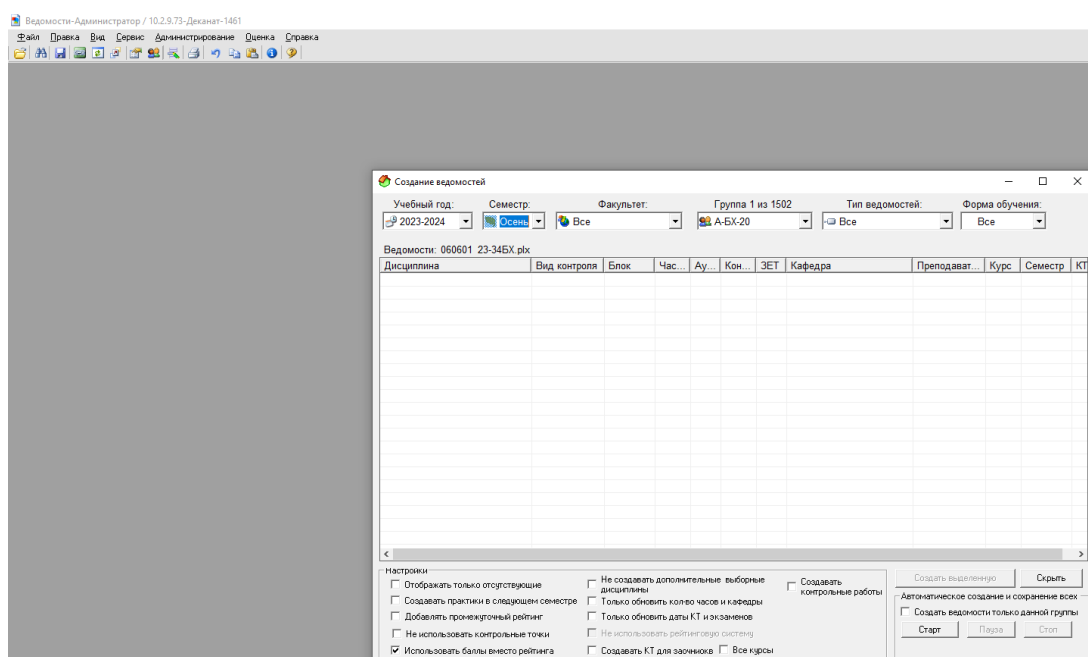 Ведомости-Администратор / 10.2.9.73-Деканат-1461
Файл Правка Вид Сервис Администрирование Оценка Справка
Создание ведомостей
Учебный год: Семестр: Факультет: Группа 1 из 1502 Тип ведомостей: Форма обучения:
2023-2024 Осень Все А-БХ-20 Все Все
Ведомости: 060601 23-34БХ.plx
Дисциплина Вид контроля Блок Час... Ау... Кон... ЗЕТ Кафедра Преподават... Курс Семестр КТ
Настройки
Отображать только отсутствующие
Создавать практики в следующем семестре
Добавлять промежуточный рейтинг
Не использовать контрольные точки
Использовать баллы вместо рейтинга
Не создавать дополнительные выборные
дисциплины
Только обновить кол-во часов и кафедры
Только обновить даты КТ и экзаменов
Не использовать рейтинговую систему
Создавать КТ для заочников Все курсы
Создавать
контрольные работы
Создать выделенную Скрыть
Автоматическое создание и сохранение всех
Создать ведомости только данной группы
Старт Пауза Стоп